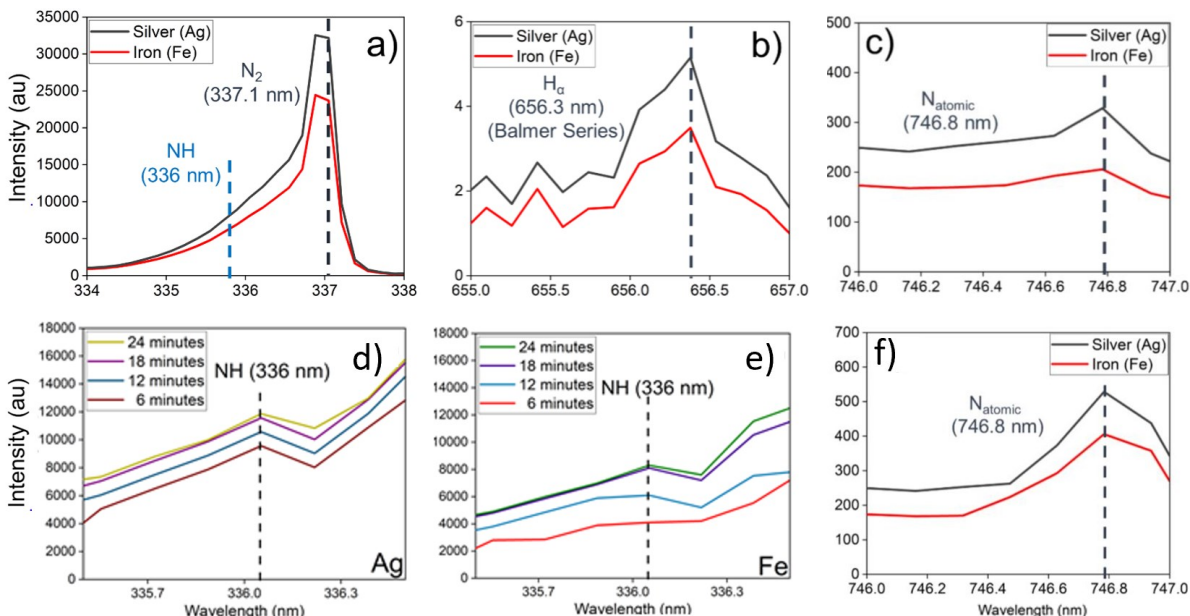 35000
30000
25000
20000
15000
10000
5000
0
Intensity (au)
Silver (Ag)
Iron (Fe)
a)
N2
(337.1 nm)
NH
(336 nm)
334
335
336
337
338
6
4
2
0
Silver (Ag)
Iron (Fe)
b)
Hα
(656.3 nm)
(Balmer Series)
655.0
655.5
656.0
656.5
657.0
500
400
300
200
100
0
c)
Silver (Ag)
Iron (Fe)
Natomic
(746.8 nm)
746.0
746.2
746.4
746.6
746.8
747.0
18000
16000
14000
12000
10000
8000
6000
4000
2000
0
Intensity (au)
24 minutes
18 minutes
12 minutes
6 minutes
d)
NH (336 nm)
Ag
335.7
336.0
336.3
Wavelength (nm)
18000
16000
14000
12000
10000
8000
6000
4000
2000
0
24 minutes
18 minutes
12 minutes
6 minutes
e)
NH (336 nm)
Fe
335.7
336.0
336.3
Wavelength (nm)
700
600
500
400
300
200
100
0
Silver (Ag)
Iron (Fe)
f)
Natomic
(746.8 nm)
746.0
746.2
746.4
746.6
746.8
747.0
Wavelength (nm)